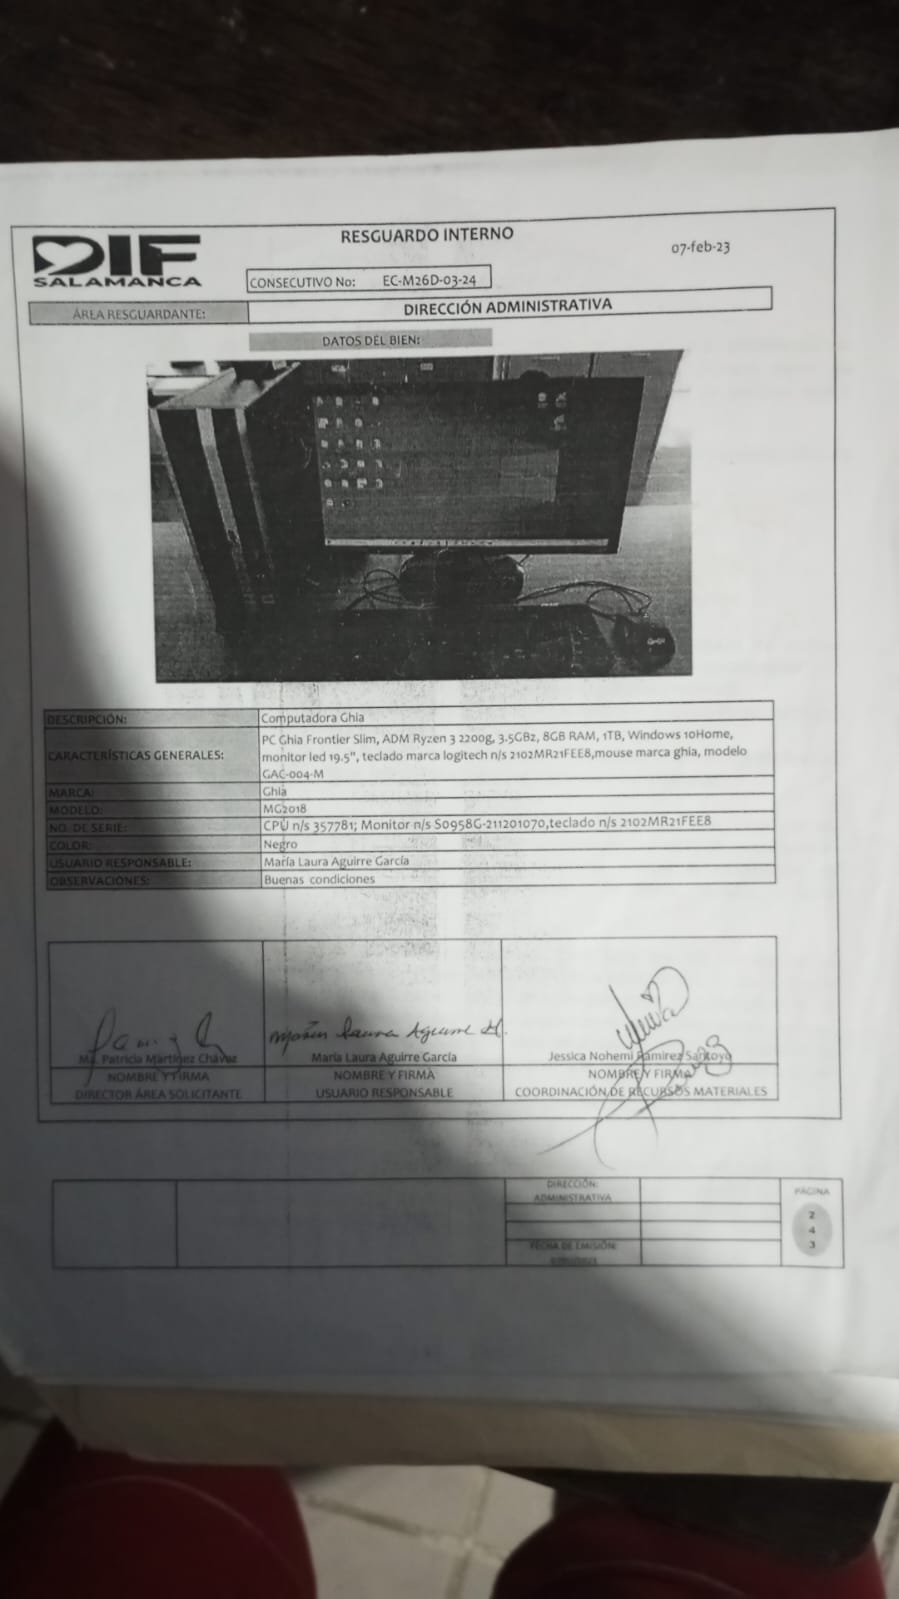 DIF
SALAMANCA
RESGUARDO INTERNO
07-feb-23
CONSECUTIVO No: EC-M26D-03-24
ÁREA RESGUARDANTE: DIRECCIÓN ADMINISTRATIVA
DATOS DEL BIEN:
DESCRIPCIÓN: Computadora Ghia
CARACTERÍSTICAS GENERALES: PC Ghia Frontier Slim, ADM Ryzen 3 2200g, 3.5GBz, 8GB RAM, 1TB, Windows 10Home,
monitor led 19.5", teclado marca logitech n/s 2102MR21FEE8,mouse marca ghia, modelo
GAC-004-M
MARCA: Ghia
MODELO: MG2018
NO. DE SERIE: CPU n/s 357781; Monitor n/s S0958G-211201070,teclado n/s 2102MR21FEE8
COLOR: Negro
USUARIO RESPONSABLE: María Laura Aguirre García
OBSERVACIONES: Buenas condiciones
María Laura Aguirre G.
Ma. Patricia Martínez Chávez María Laura Aguirre García Jessica Nohemi Ramirez Santoyo
NOMBRE Y FIRMA NOMBRE Y FIRMA NOMBRE Y FIRMA
DIRECTOR ÁREA SOLICITANTE USUARIO RESPONSABLE COORDINACIÓN DE RECURSOS MATERIALES
DIRECCIÓN: PÁGINA
ADMINISTRATIVA
2
4
FECHA DE EMISIÓN: 3